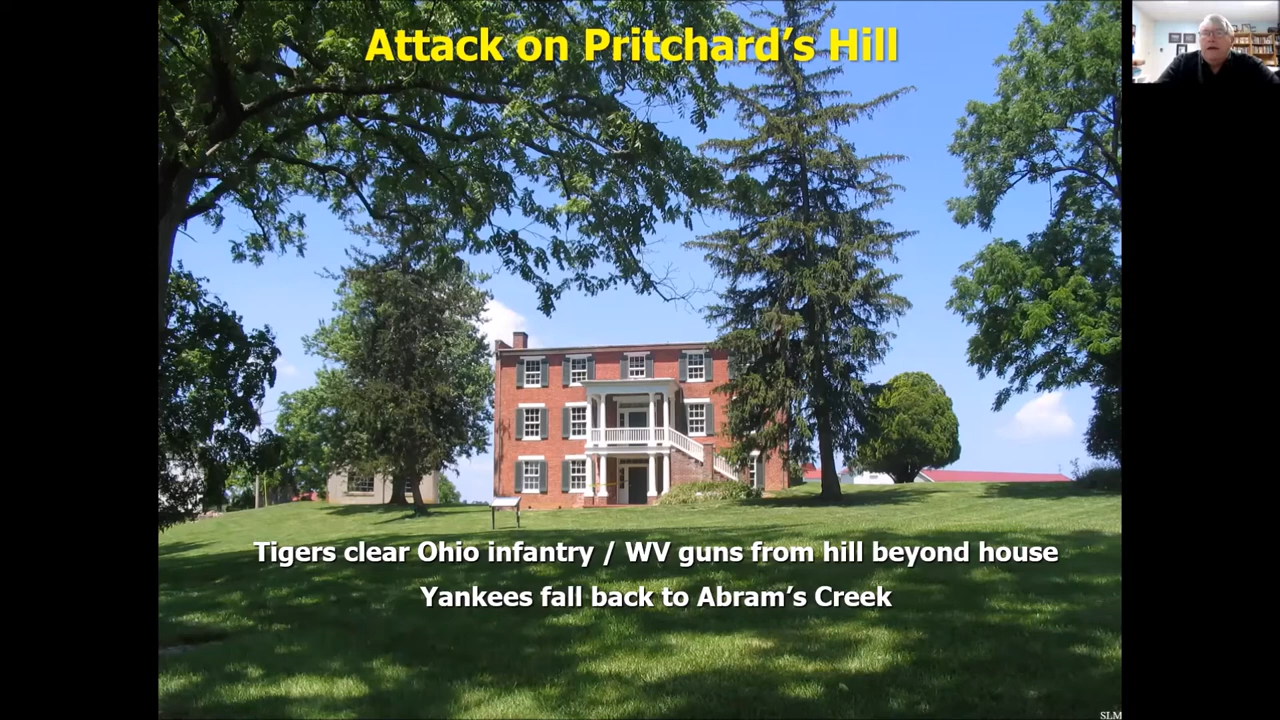 Attack on Pritchard's Hill
Tigers clear Ohio infantry / WV guns from hill beyond house
Yankees fall back to Abram's Creek
SLM